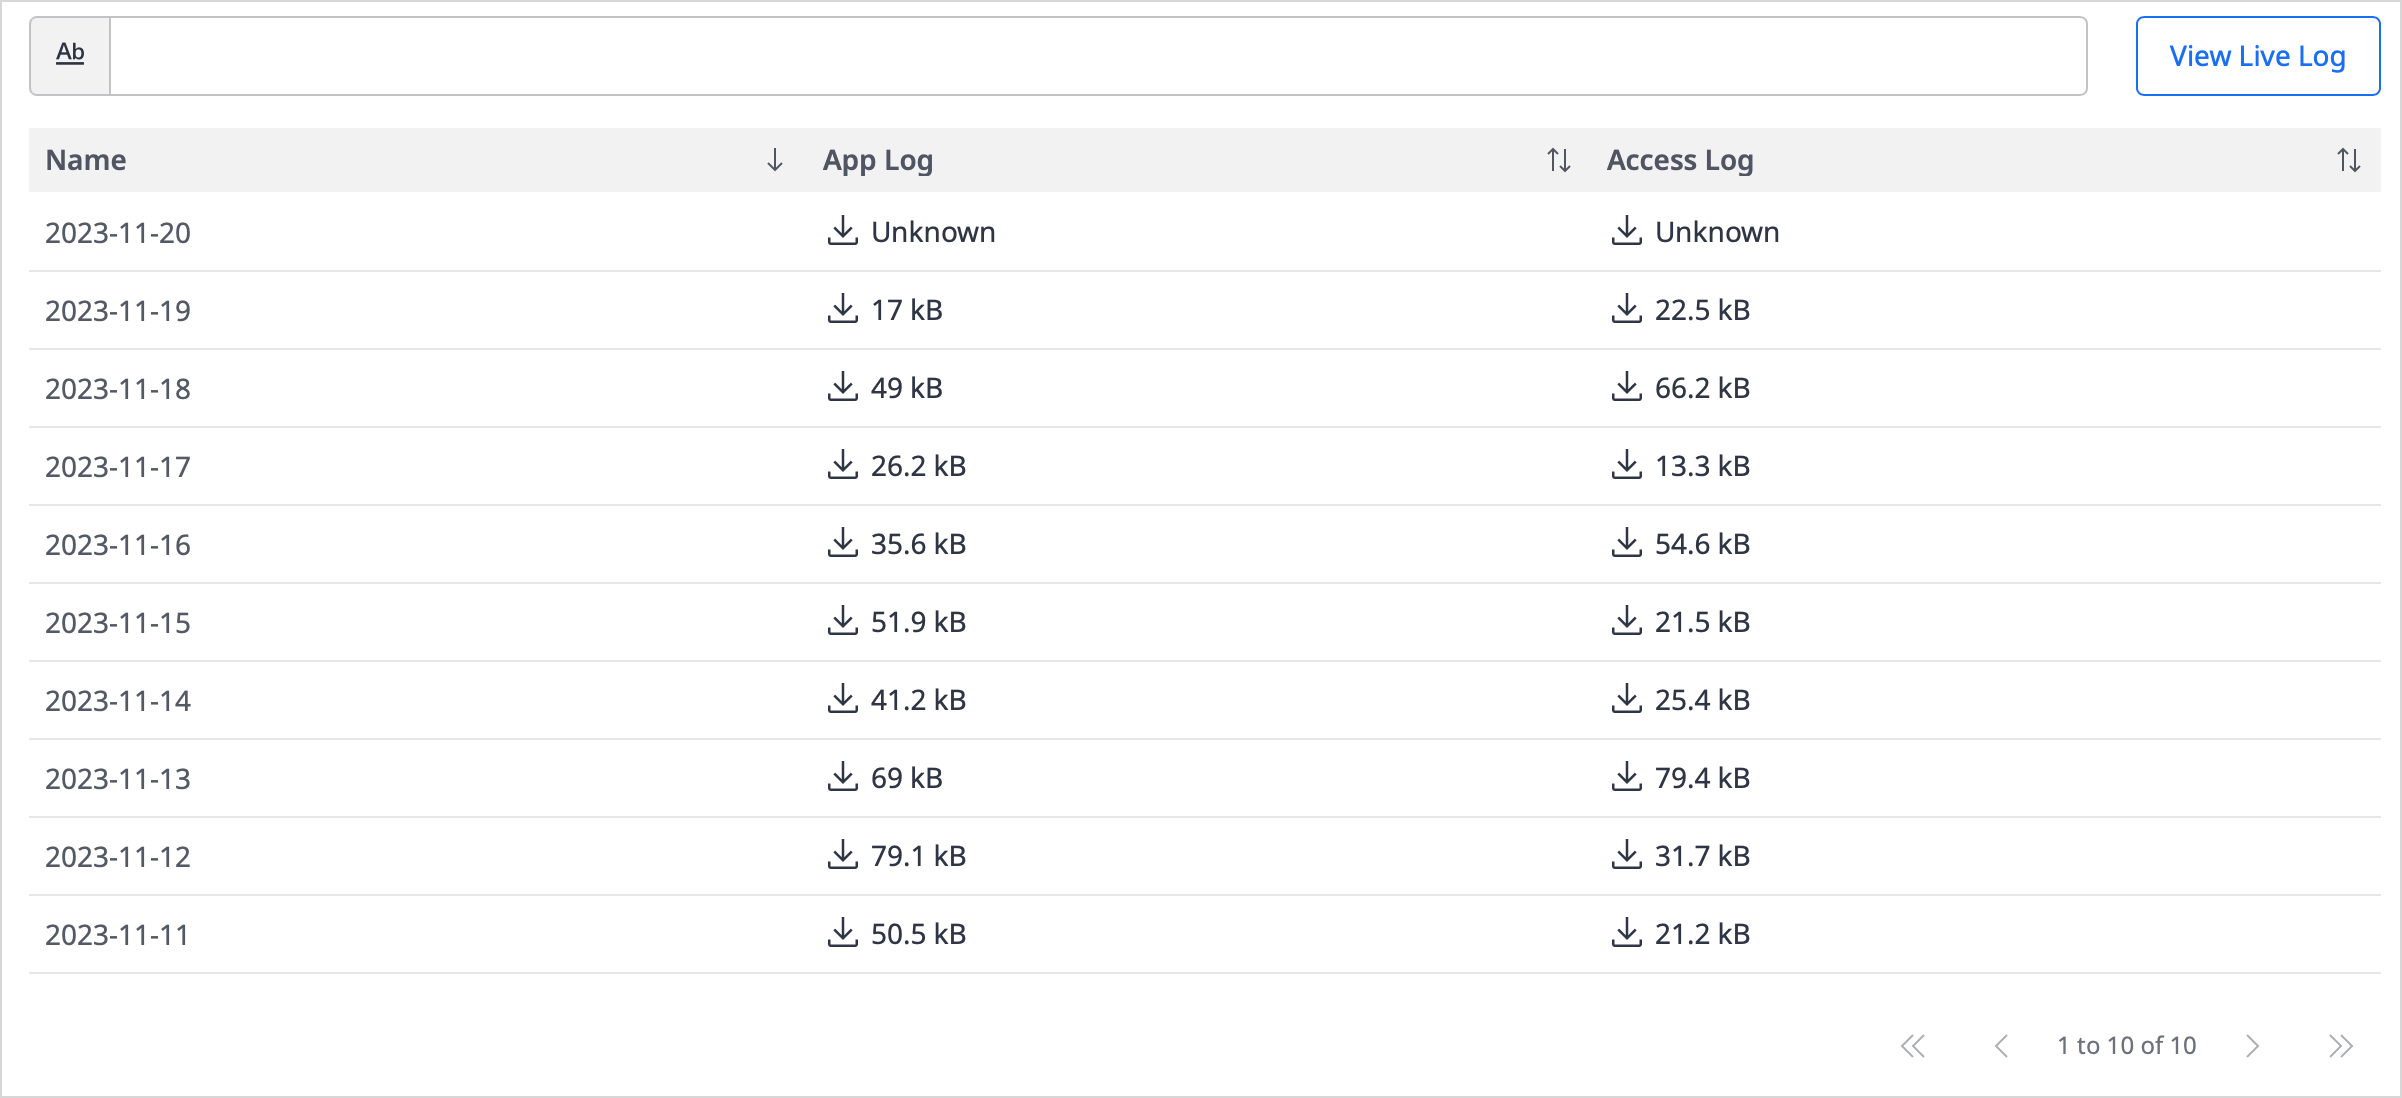 Ab
View Live Log
Name App Log Access Log
2023-11-20 Unknown Unknown
2023-11-19 17 kB 22.5 kB
2023-11-18 49 kB 66.2 kB
2023-11-17 26.2 kB 13.3 kB
2023-11-16 35.6 kB 54.6 kB
2023-11-15 51.9 kB 21.5 kB
2023-11-14 41.2 kB 25.4 kB
2023-11-13 69 kB 79.4 kB
2023-11-12 79.1 kB 31.7 kB
2023-11-11 50.5 kB 21.2 kB
1 to 10 of 10